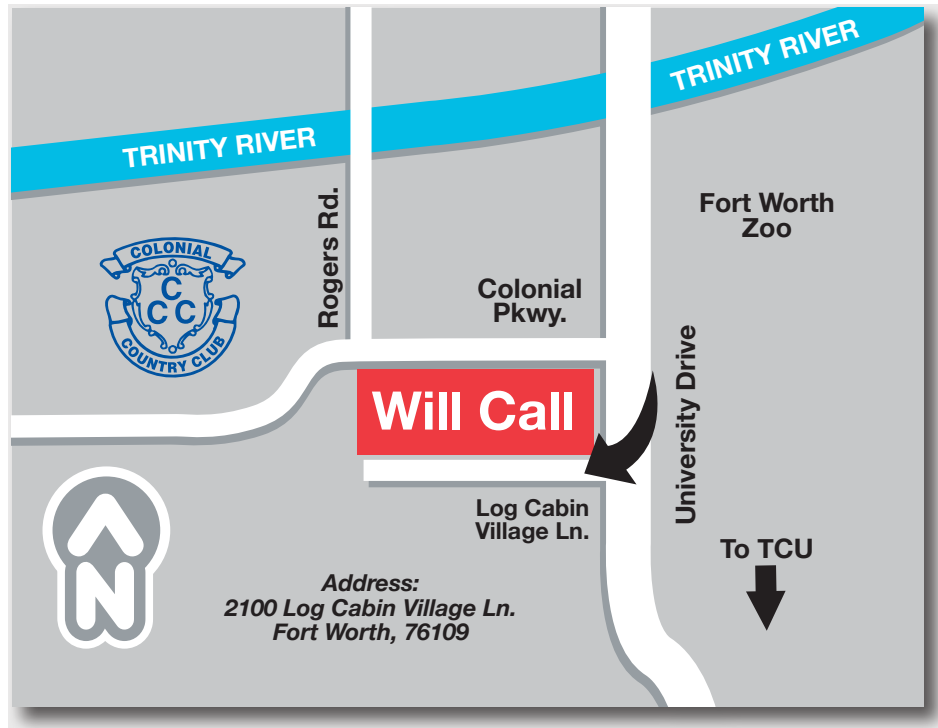 TRINITY RIVER
TRINITY RIVER
Rogers Rd.
Fort Worth
Zoo
COLONIAL
C
C C
COUNTRY CLUB
Colonial
Pkwy.
Will Call
University Drive
Log Cabin
Village Ln.
N
To TCU
Address:
2100 Log Cabin Village Ln.
Fort Worth, 76109